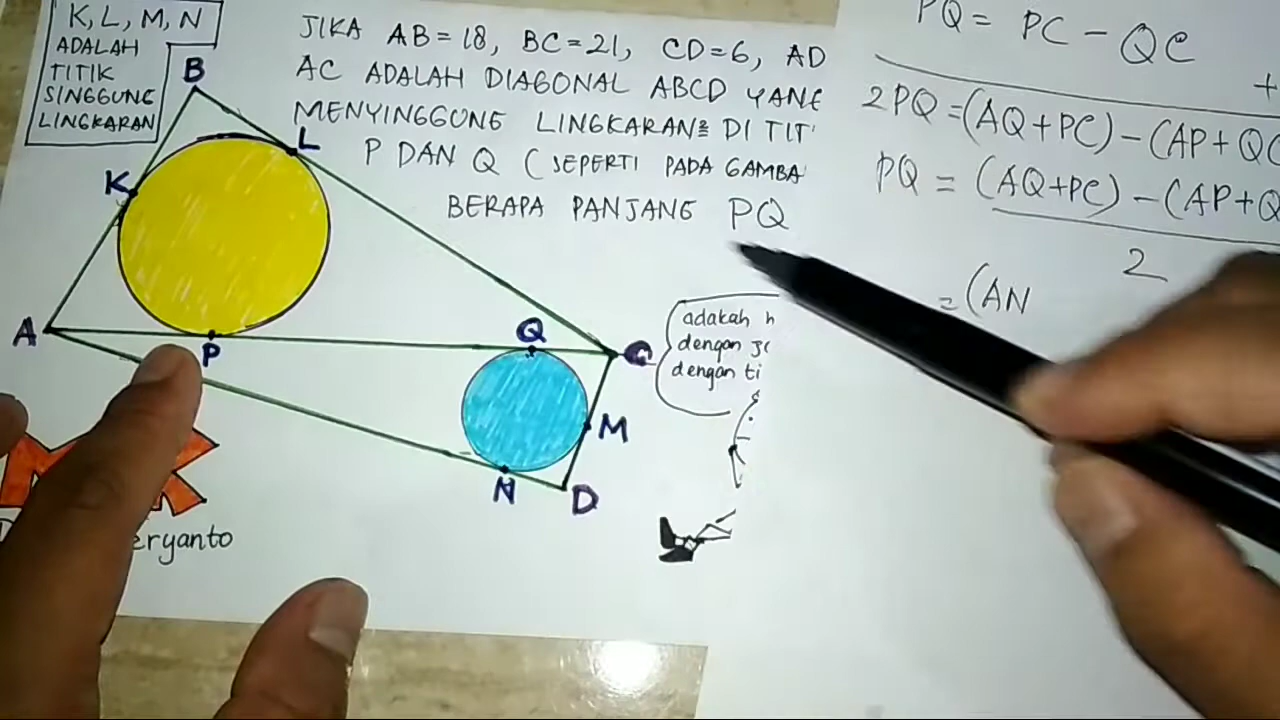 K, L, M, N
ADALAH
TITIK
SINGGUNG
LINGKARAN
JIKA AB = 18, BC = 21, CD = 6, AD
AC ADALAH DIAGONAL ABCD YANG
MENYINGGUNG LINGKARAN² DI TIT
P DAN Q (SEPERTI PADA GAMBA
BERAPA PANJANG PQ
B
L
K
A
P
Q
C
M
N
D
adakah h
dengan
dengan ti
eryanto
PQ = PC - QC
+
2PQ = (AQ+PC) - (AP+QC
PQ = (AQ+PC) - (AP+Q
2
= (AN